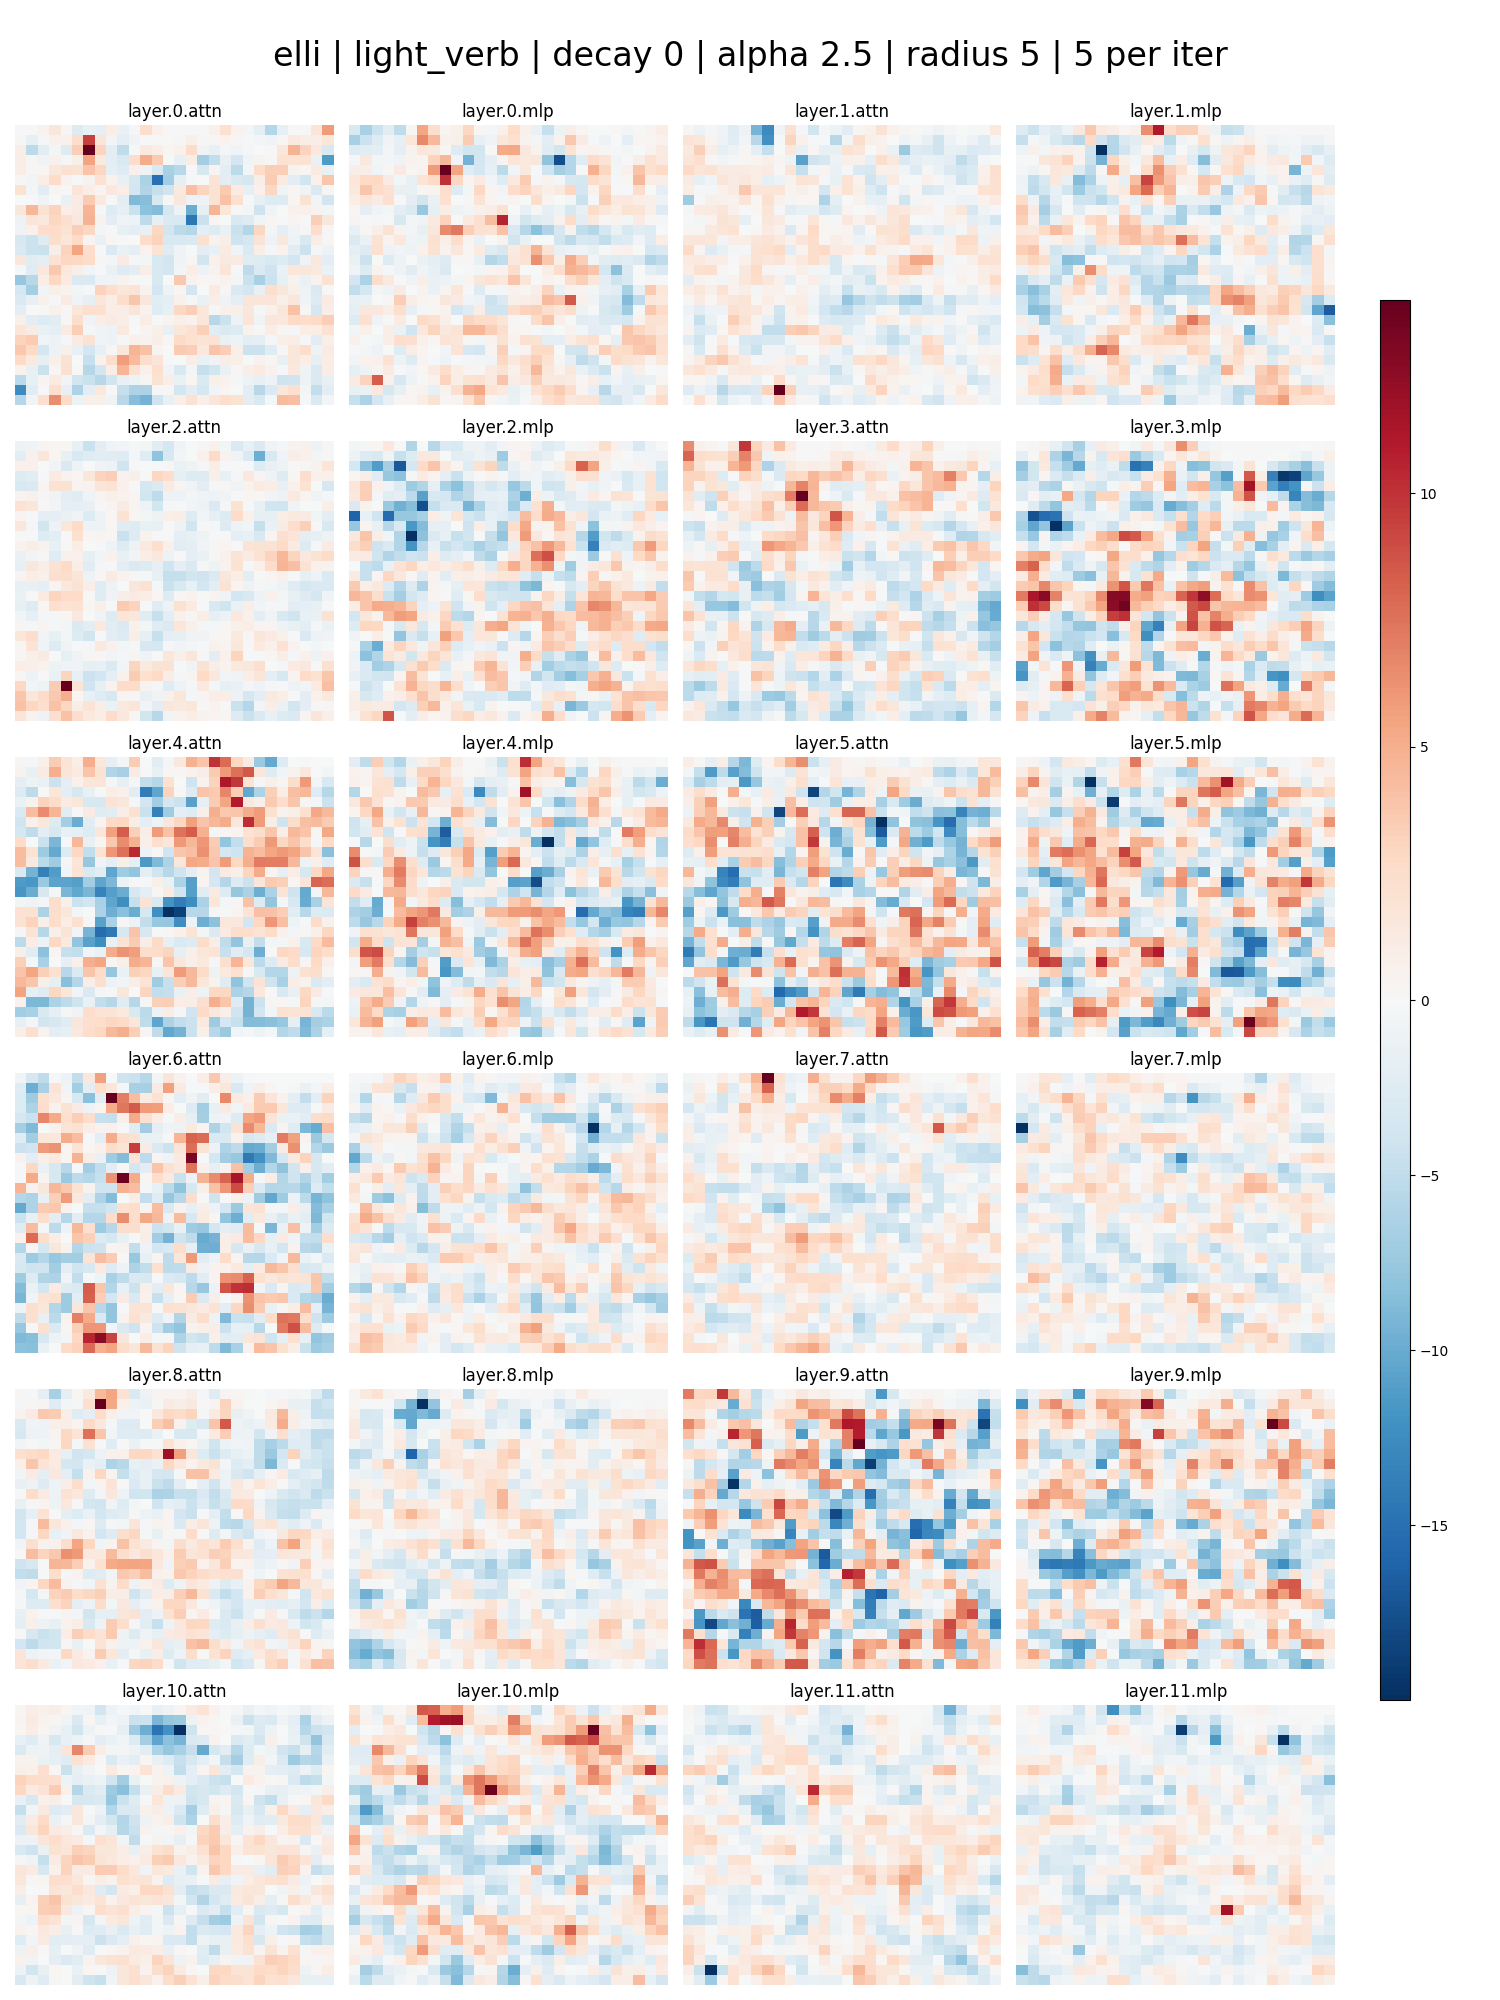 elli | light_verb | decay 0 | alpha 2.5 | radius 5 | 5 per iter
layer.0.attn
layer.0.mlp
layer.1.attn
layer.1.mlp
layer.2.attn
layer.2.mlp
layer.3.attn
layer.3.mlp
layer.4.attn
layer.4.mlp
layer.5.attn
layer.5.mlp
layer.6.attn
layer.6.mlp
layer.7.attn
layer.7.mlp
layer.8.attn
layer.8.mlp
layer.9.attn
layer.9.mlp
layer.10.attn
layer.10.mlp
layer.11.attn
layer.11.mlp
10
5
0
−5
−10
−15